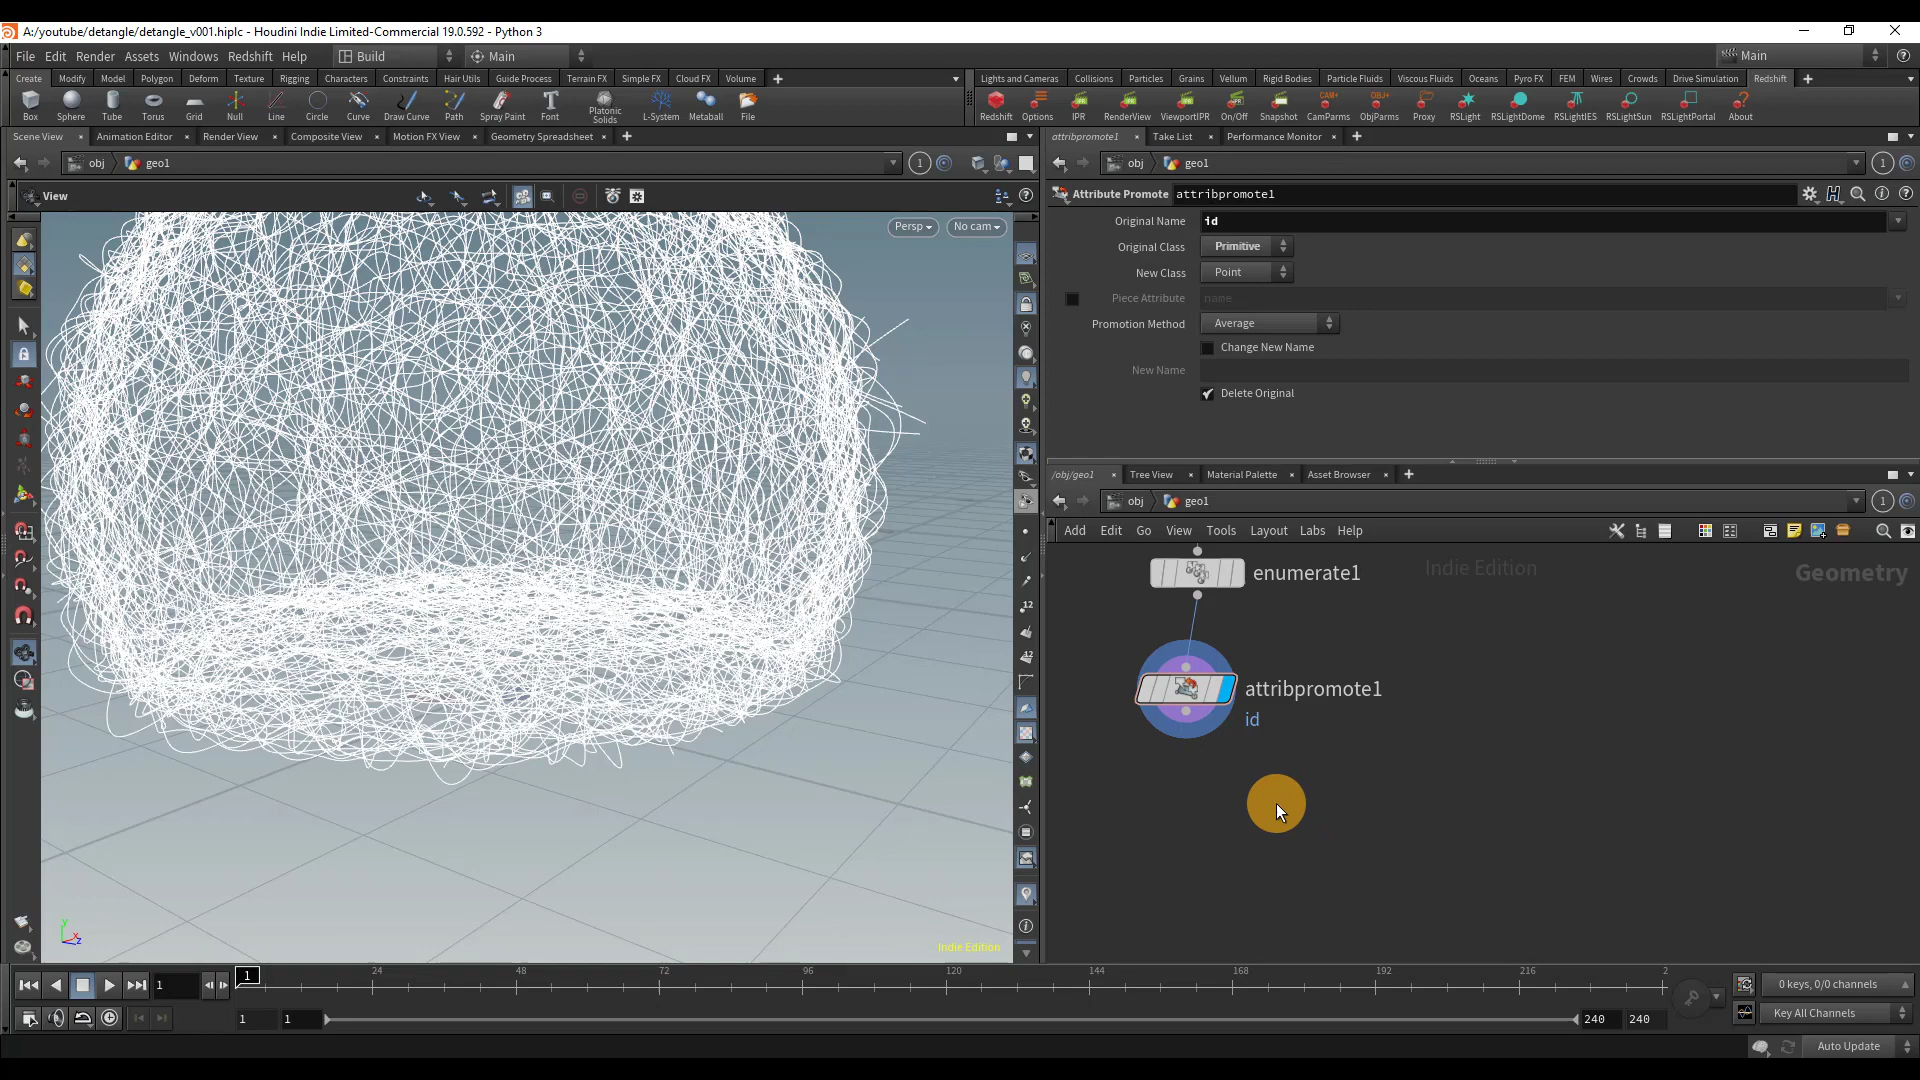 A:/youtube/detangle/detangle_v001.hiplc - Houdini Indie Limited-Commercial 19.0.592 - Python 3
File Edit Render Assets Windows Redshift Help Build Main Main
Create Modify Model Polygon Deform Texture Rigging Characters Constraints Hair Utils Guide Process Terrain FX Simple FX Cloud FX Volume
Lights and Cameras Collisions Particles Grains Vellum Rigid Bodies Particle Fluids Viscous Fluids Oceans Pyro FX FEM Wires Crowds Drive Simulation Redshift
Box Sphere Tube Torus Grid Null Line Circle Curve Draw Curve Path Spray Paint Font Platonic Solids L-System Metaball File
Redshift Options IPR RenderView ViewportIPR On/Off Snapshot CamParms ObjParms Proxy RSLight RSLightDome RSLightIES RSLightSun RSLightPortal About
Scene View Animation Editor Render View Composite View Motion FX View Geometry Spreadsheet
attribpromote1 Take List Performance Monitor
obj geo1 1
obj geo1 1
View
Persp No cam
Attribute Promote attribpromote1
Original Name id
Original Class Primitive
New Class Point
Piece Attribute name
Promotion Method Average
Change New Name
New Name
Delete Original
/obj/geo1 Tree View Material Palette Asset Browser
obj geo1 1
Add Edit Go View Tools Layout Labs Help
Indie Edition Geometry
enumerate1
attribpromote1
id
Indie Edition
y
x
z
12
12
1 1 24 48 72 96 120 144 168 192 216 2
1 1 240 240
0 keys, 0/0 channels
Key All Channels
Auto Update